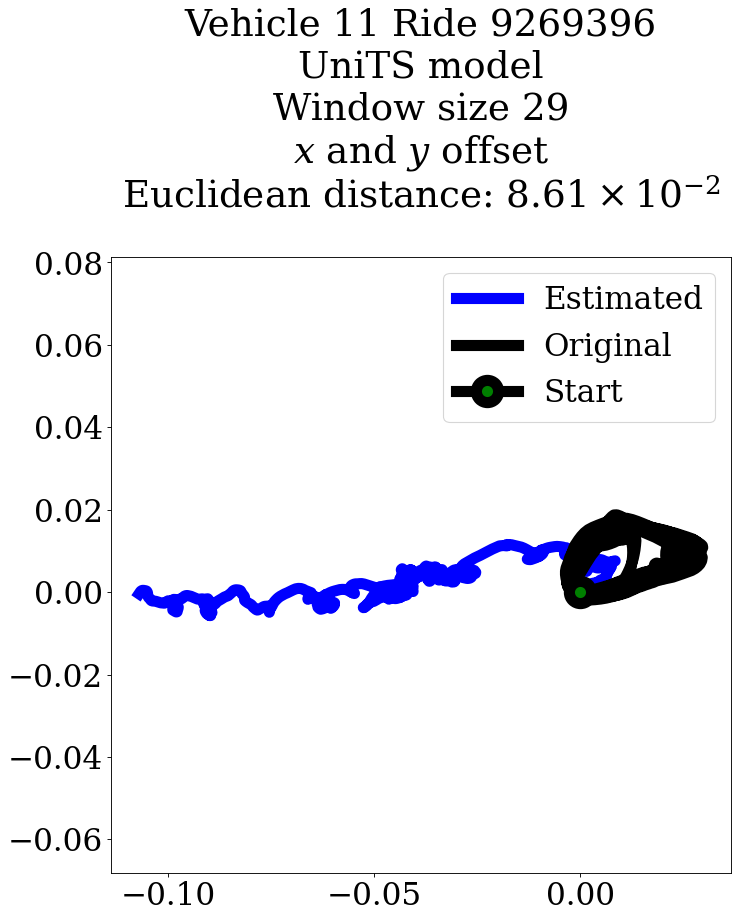 Vehicle 11 Ride 9269396
UniTS model
Window size 29
x and y offset
Euclidean distance: 8.61 × 10⁻²
0.08
0.06
0.04
0.02
0.00
−0.02
−0.04
−0.06
Estimated
Original
Start
−0.10 −0.05 0.00